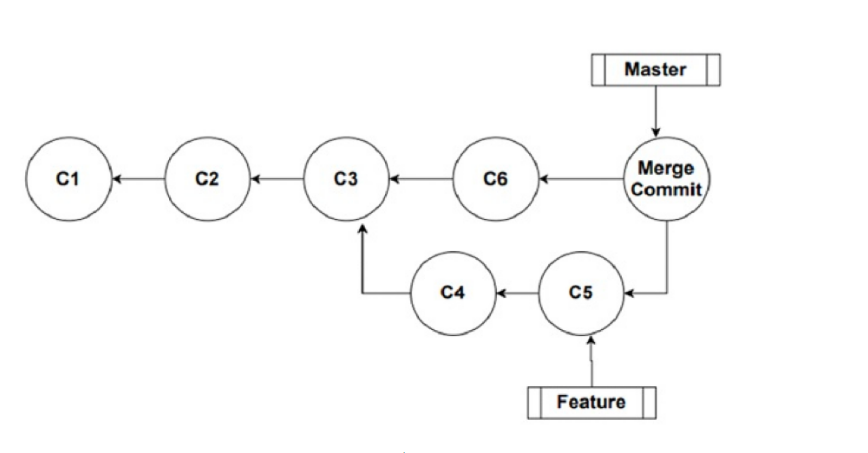 Master
C1
C2
C3
C6
Merge
Commit
C4
C5
Feature